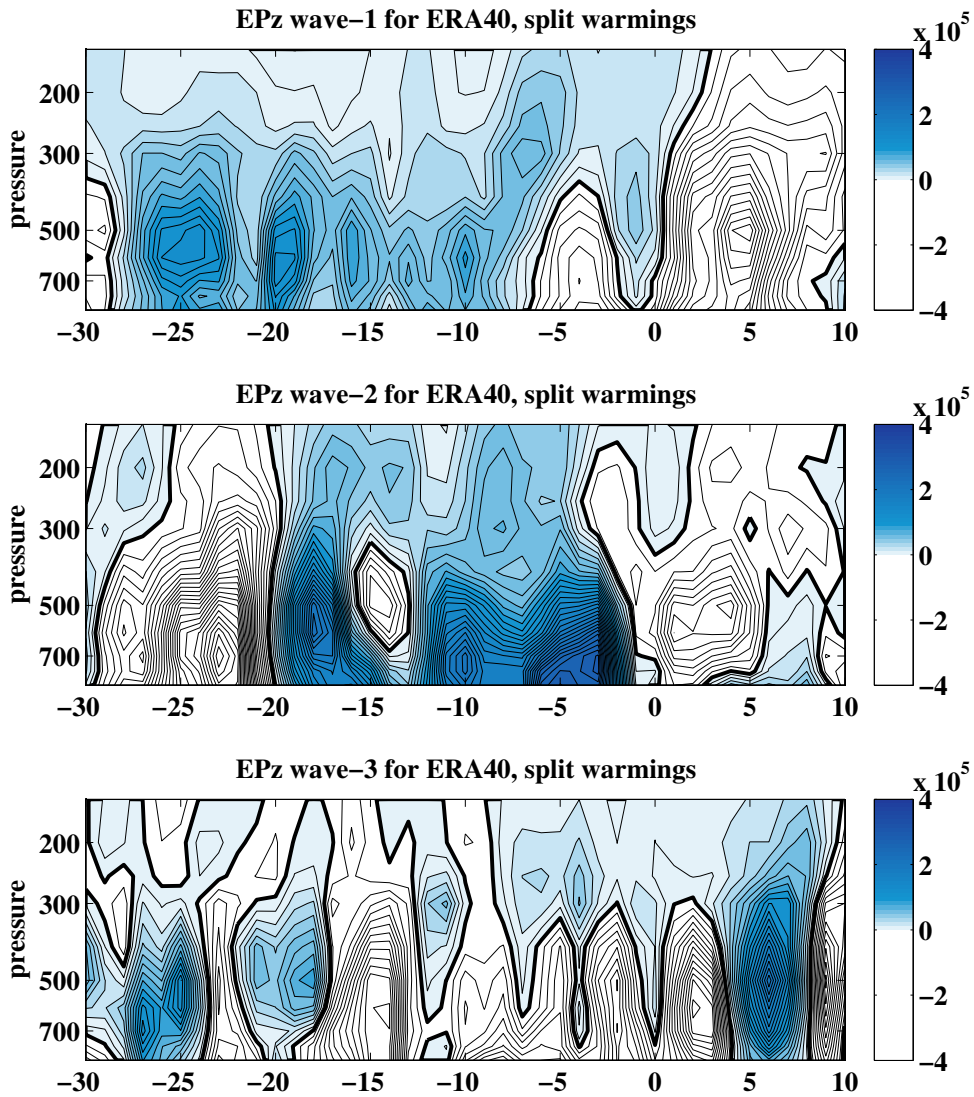 EPz wave−1 for ERA40, split warmings
x 10^5
pressure
200
300
500
700
−30 −25 −20 −15 −10 −5 0 5 10
4
2
0
−2
−4
EPz wave−2 for ERA40, split warmings
x 10^5
pressure
200
300
500
700
−30 −25 −20 −15 −10 −5 0 5 10
4
2
0
−2
−4
EPz wave−3 for ERA40, split warmings
x 10^5
pressure
200
300
500
700
−30 −25 −20 −15 −10 −5 0 5 10
4
2
0
−2
−4